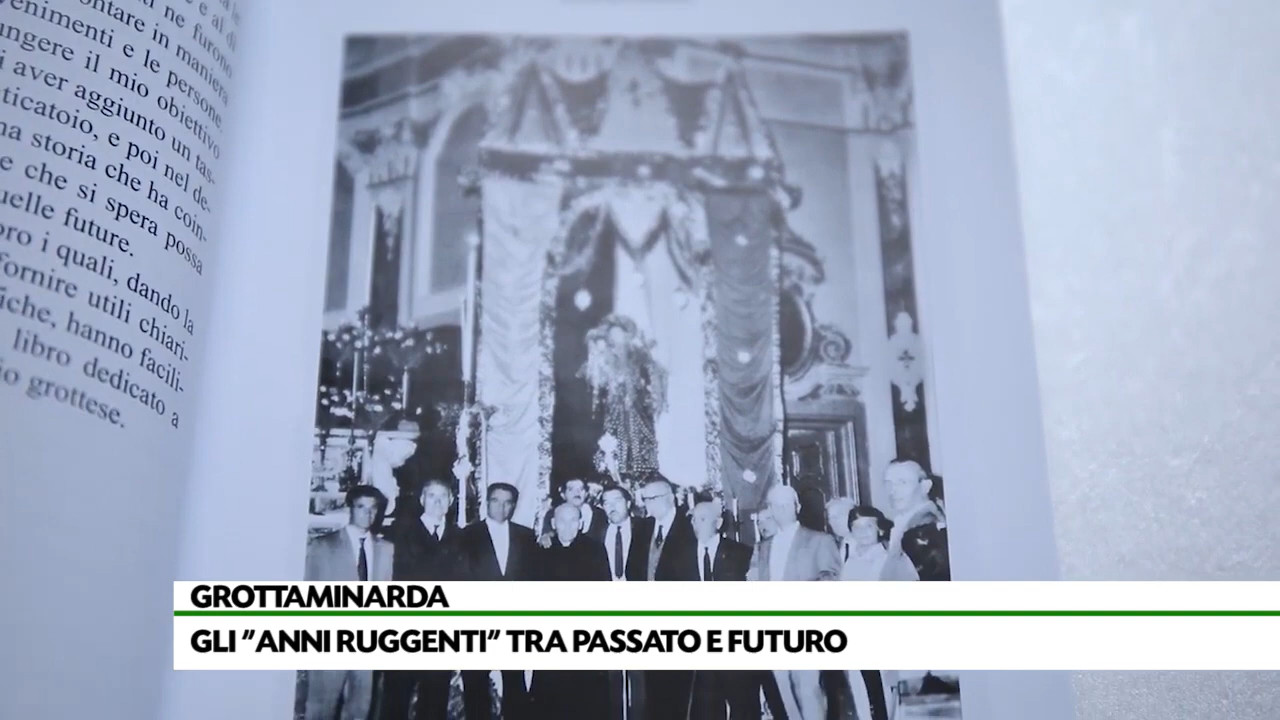 ne furono
ontare in maniera
enimenti e le persone.
ungere il mio obiettivo
i aver aggiunto un tas-
ticatoio, e poi nel de-
na storia che ha coin-
e che si spera possa
uelle future.
oro i quali, dando la
fornire utili chiari-
iche, hanno facili-
libro dedicato a
io grottese.
GROTTAMINARDA
GLI "ANNI RUGGENTI" TRA PASSATO E FUTURO